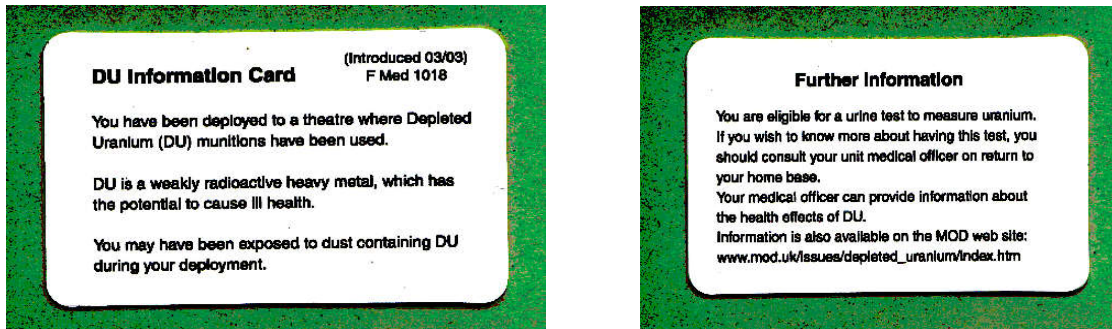 DU Information Card
(Introduced 03/03)
F Med 1018
You have been deployed to a theatre where Depleted
Uranium (DU) munitions have been used.
DU is a weakly radioactive heavy metal, which has
the potential to cause ill health.
You may have been exposed to dust containing DU
during your deployment.
Further Information
You are eligible for a urine test to measure uranium.
If you wish to know more about having this test, you
should consult your unit medical officer on return to
your home base.
Your medical officer can provide information about
the health effects of DU.
Information is also available on the MOD web site:
www.mod.uk/issues/depleted_uranium/index.htm